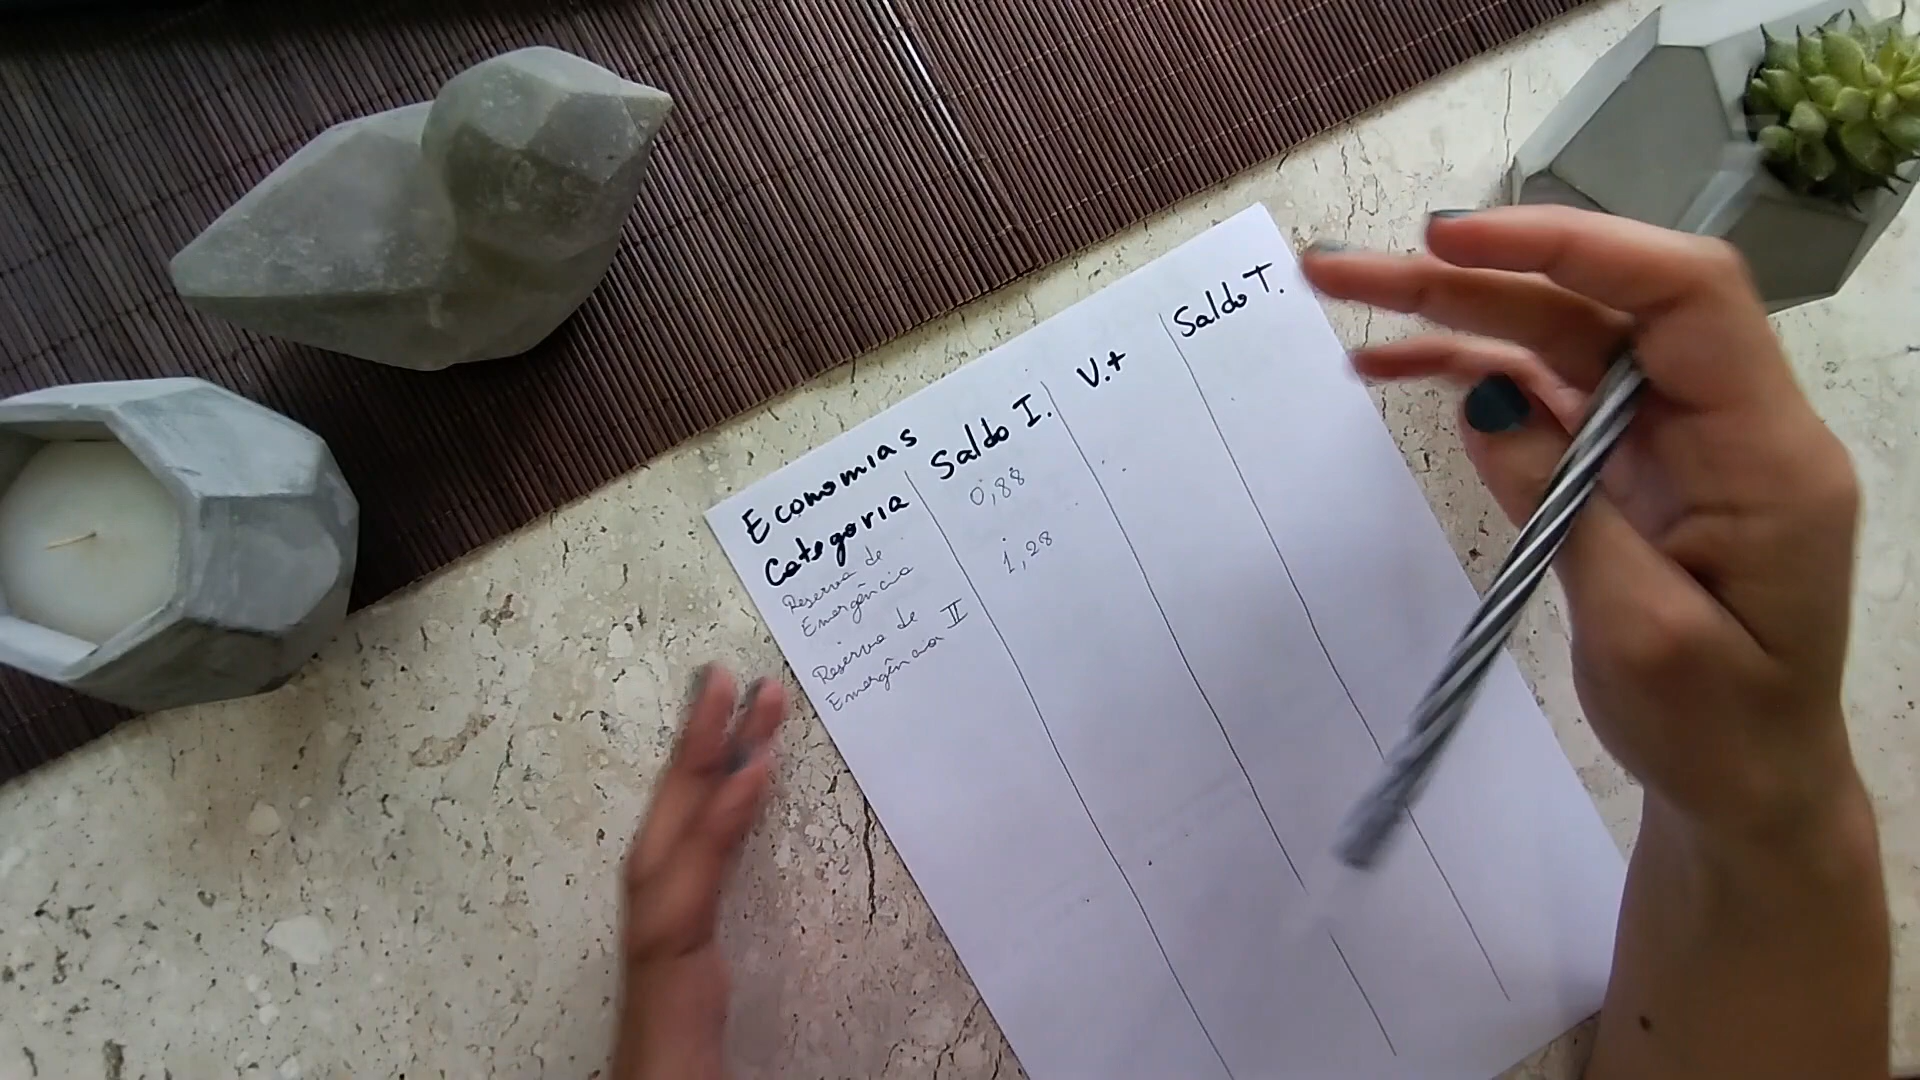 Economias
Categoria Saldo I. V.+ Saldo T.
Reserva de
Emergência 0,88
Reserva de
Emergência II 1,28